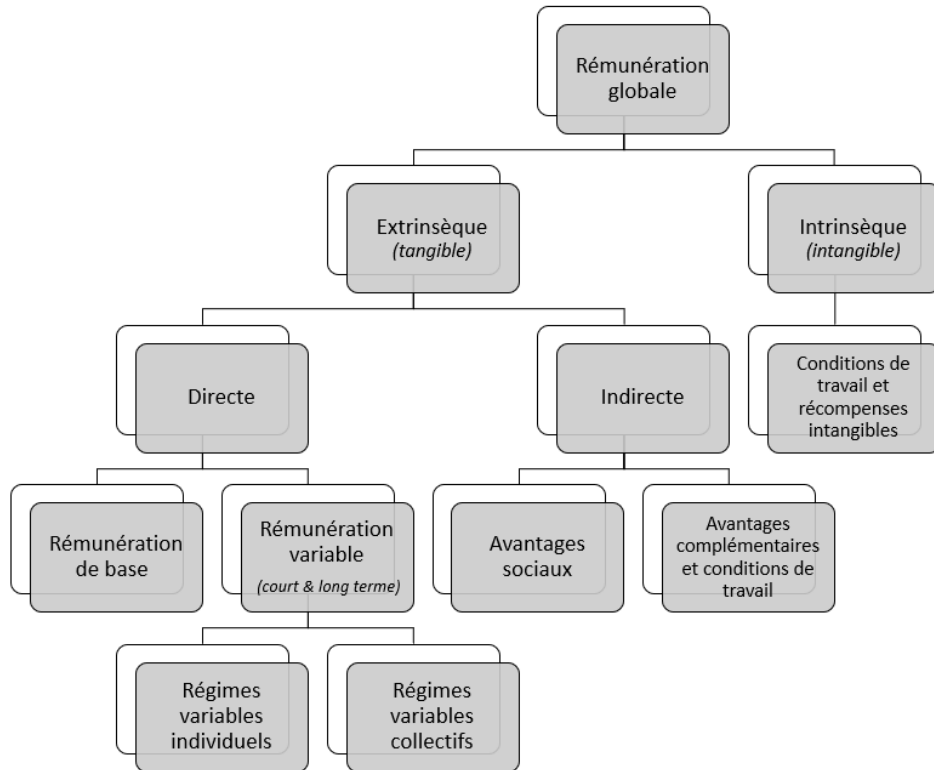 Rémunération
globale
Extrinsèque
(tangible)
Intrinsèque
(intangible)
Directe
Indirecte
Conditions de
travail et
récompenses
intangibles
Rémunération
de base
Rémunération
variable
(court & long terme)
Avantages
sociaux
Avantages
complémentaires
et conditions de
travail
Régimes
variables
individuels
Régimes
variables
collectifs